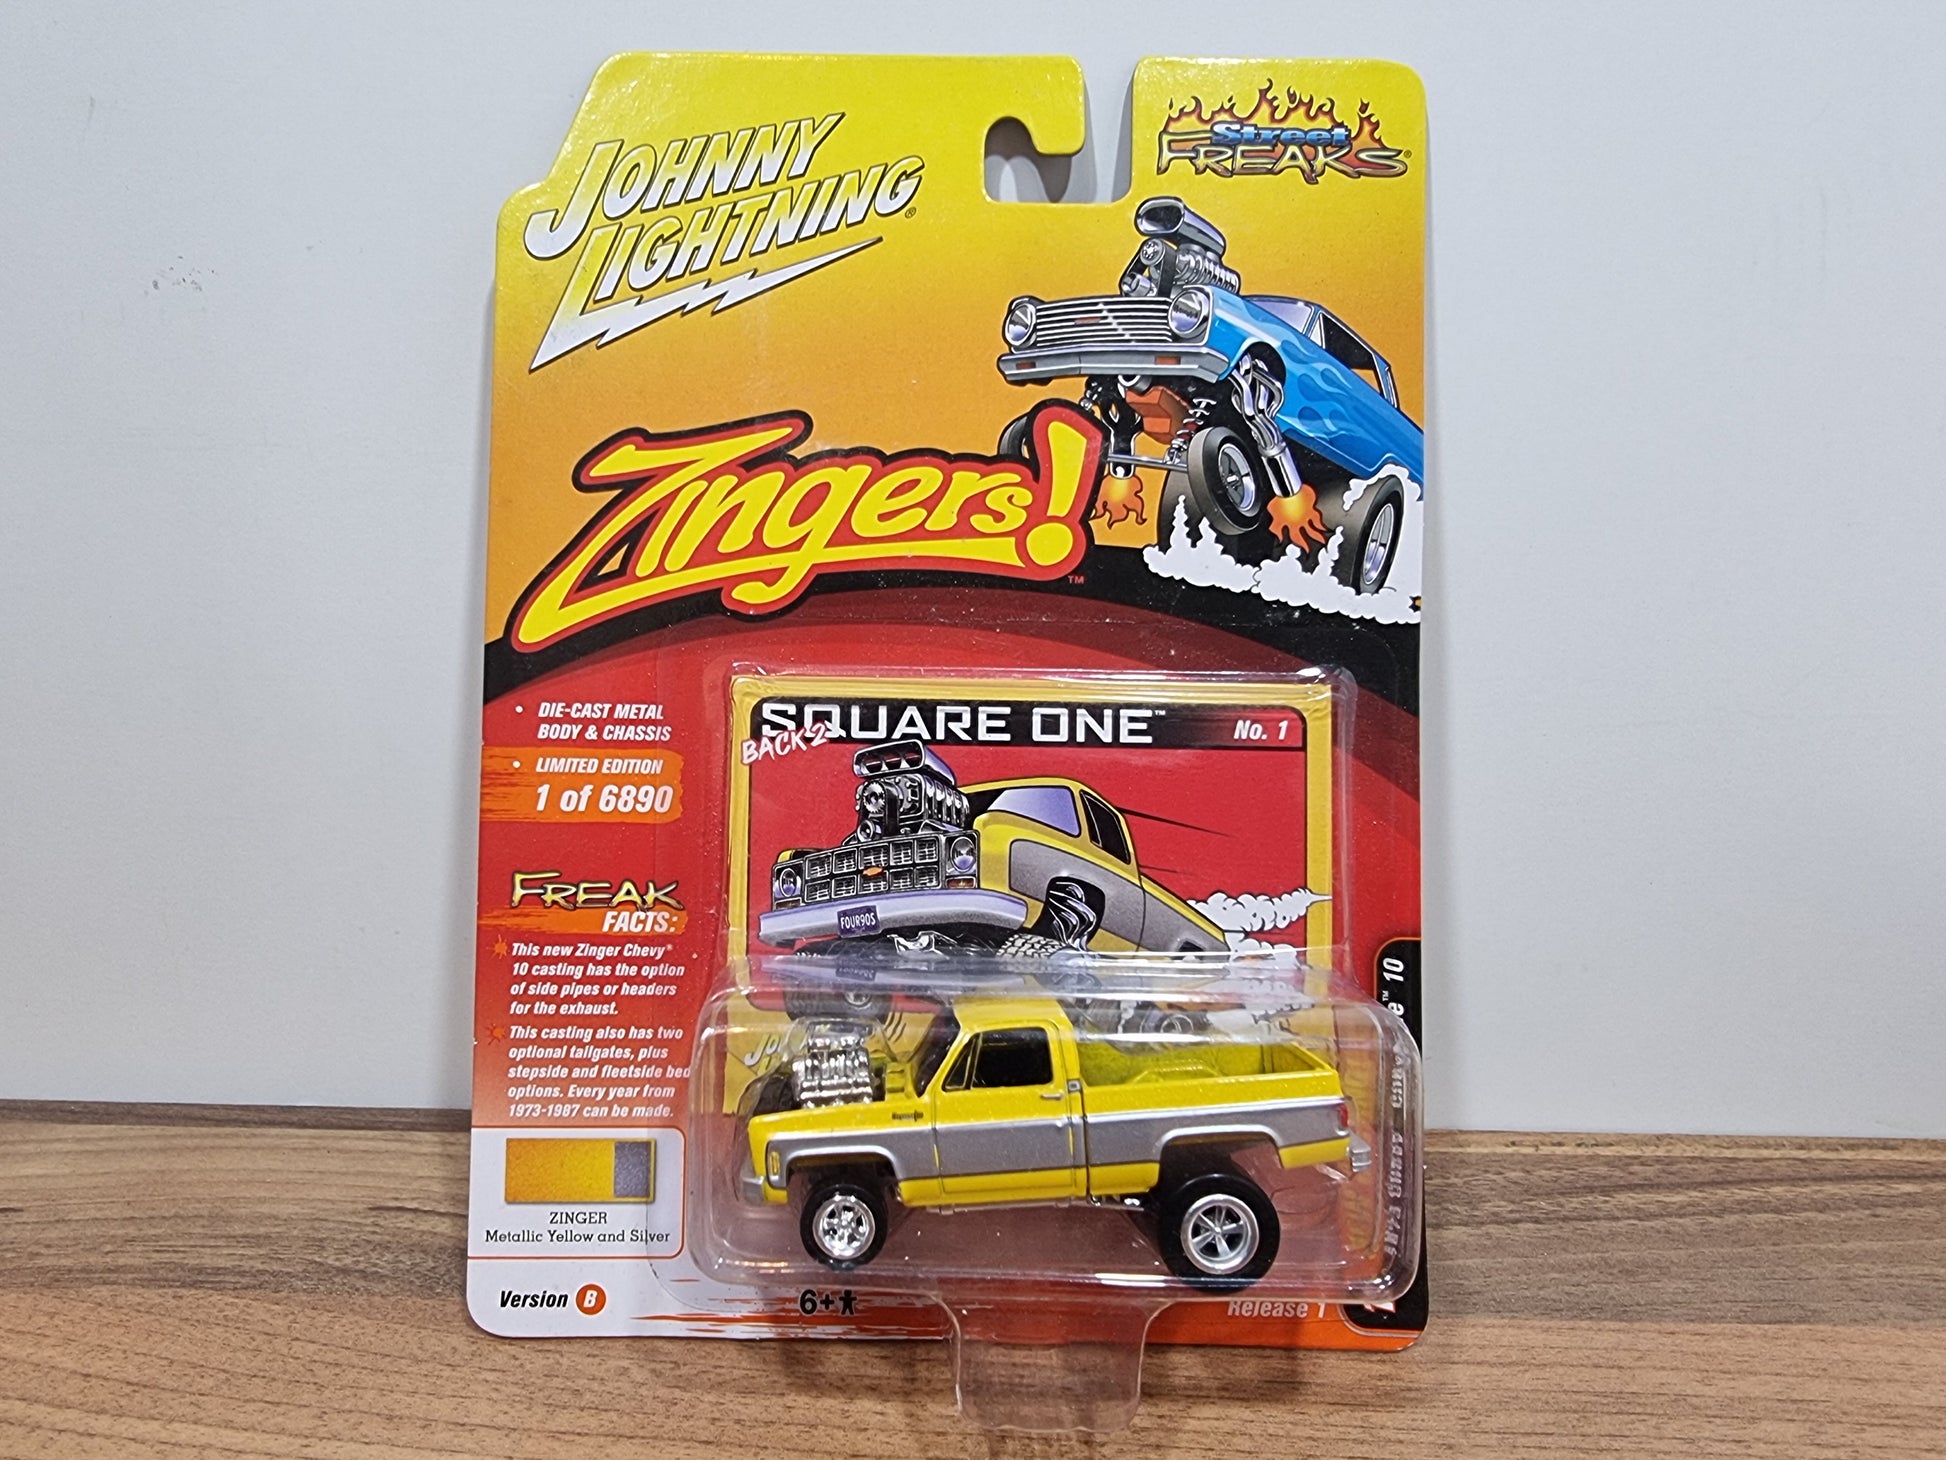 JOHNNY
LIGHTNING®
Street
FREAKS®
Zingers!™
• DIE-CAST METAL
BODY & CHASSIS
• LIMITED EDITION
1 of 6890
SQUARE ONE™
BACK 2
No. 1
FOUR90S
FREAK
FACTS:
This new Zinger Chevy®
10 casting has the option
of side pipes or headers
for the exhaust.
This casting also has two
optional tailgates, plus
stepside and fleetside bed
options. Every year from
1973-1987 can be made.
ZINGER
Metallic Yellow and Silver
Version B
6+
Release 1
10